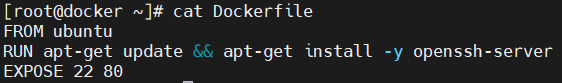 [root@docker ~]# cat Dockerfile
FROM ubuntu
RUN apt-get update && apt-get install -y openssh-server
EXPOSE 22 80